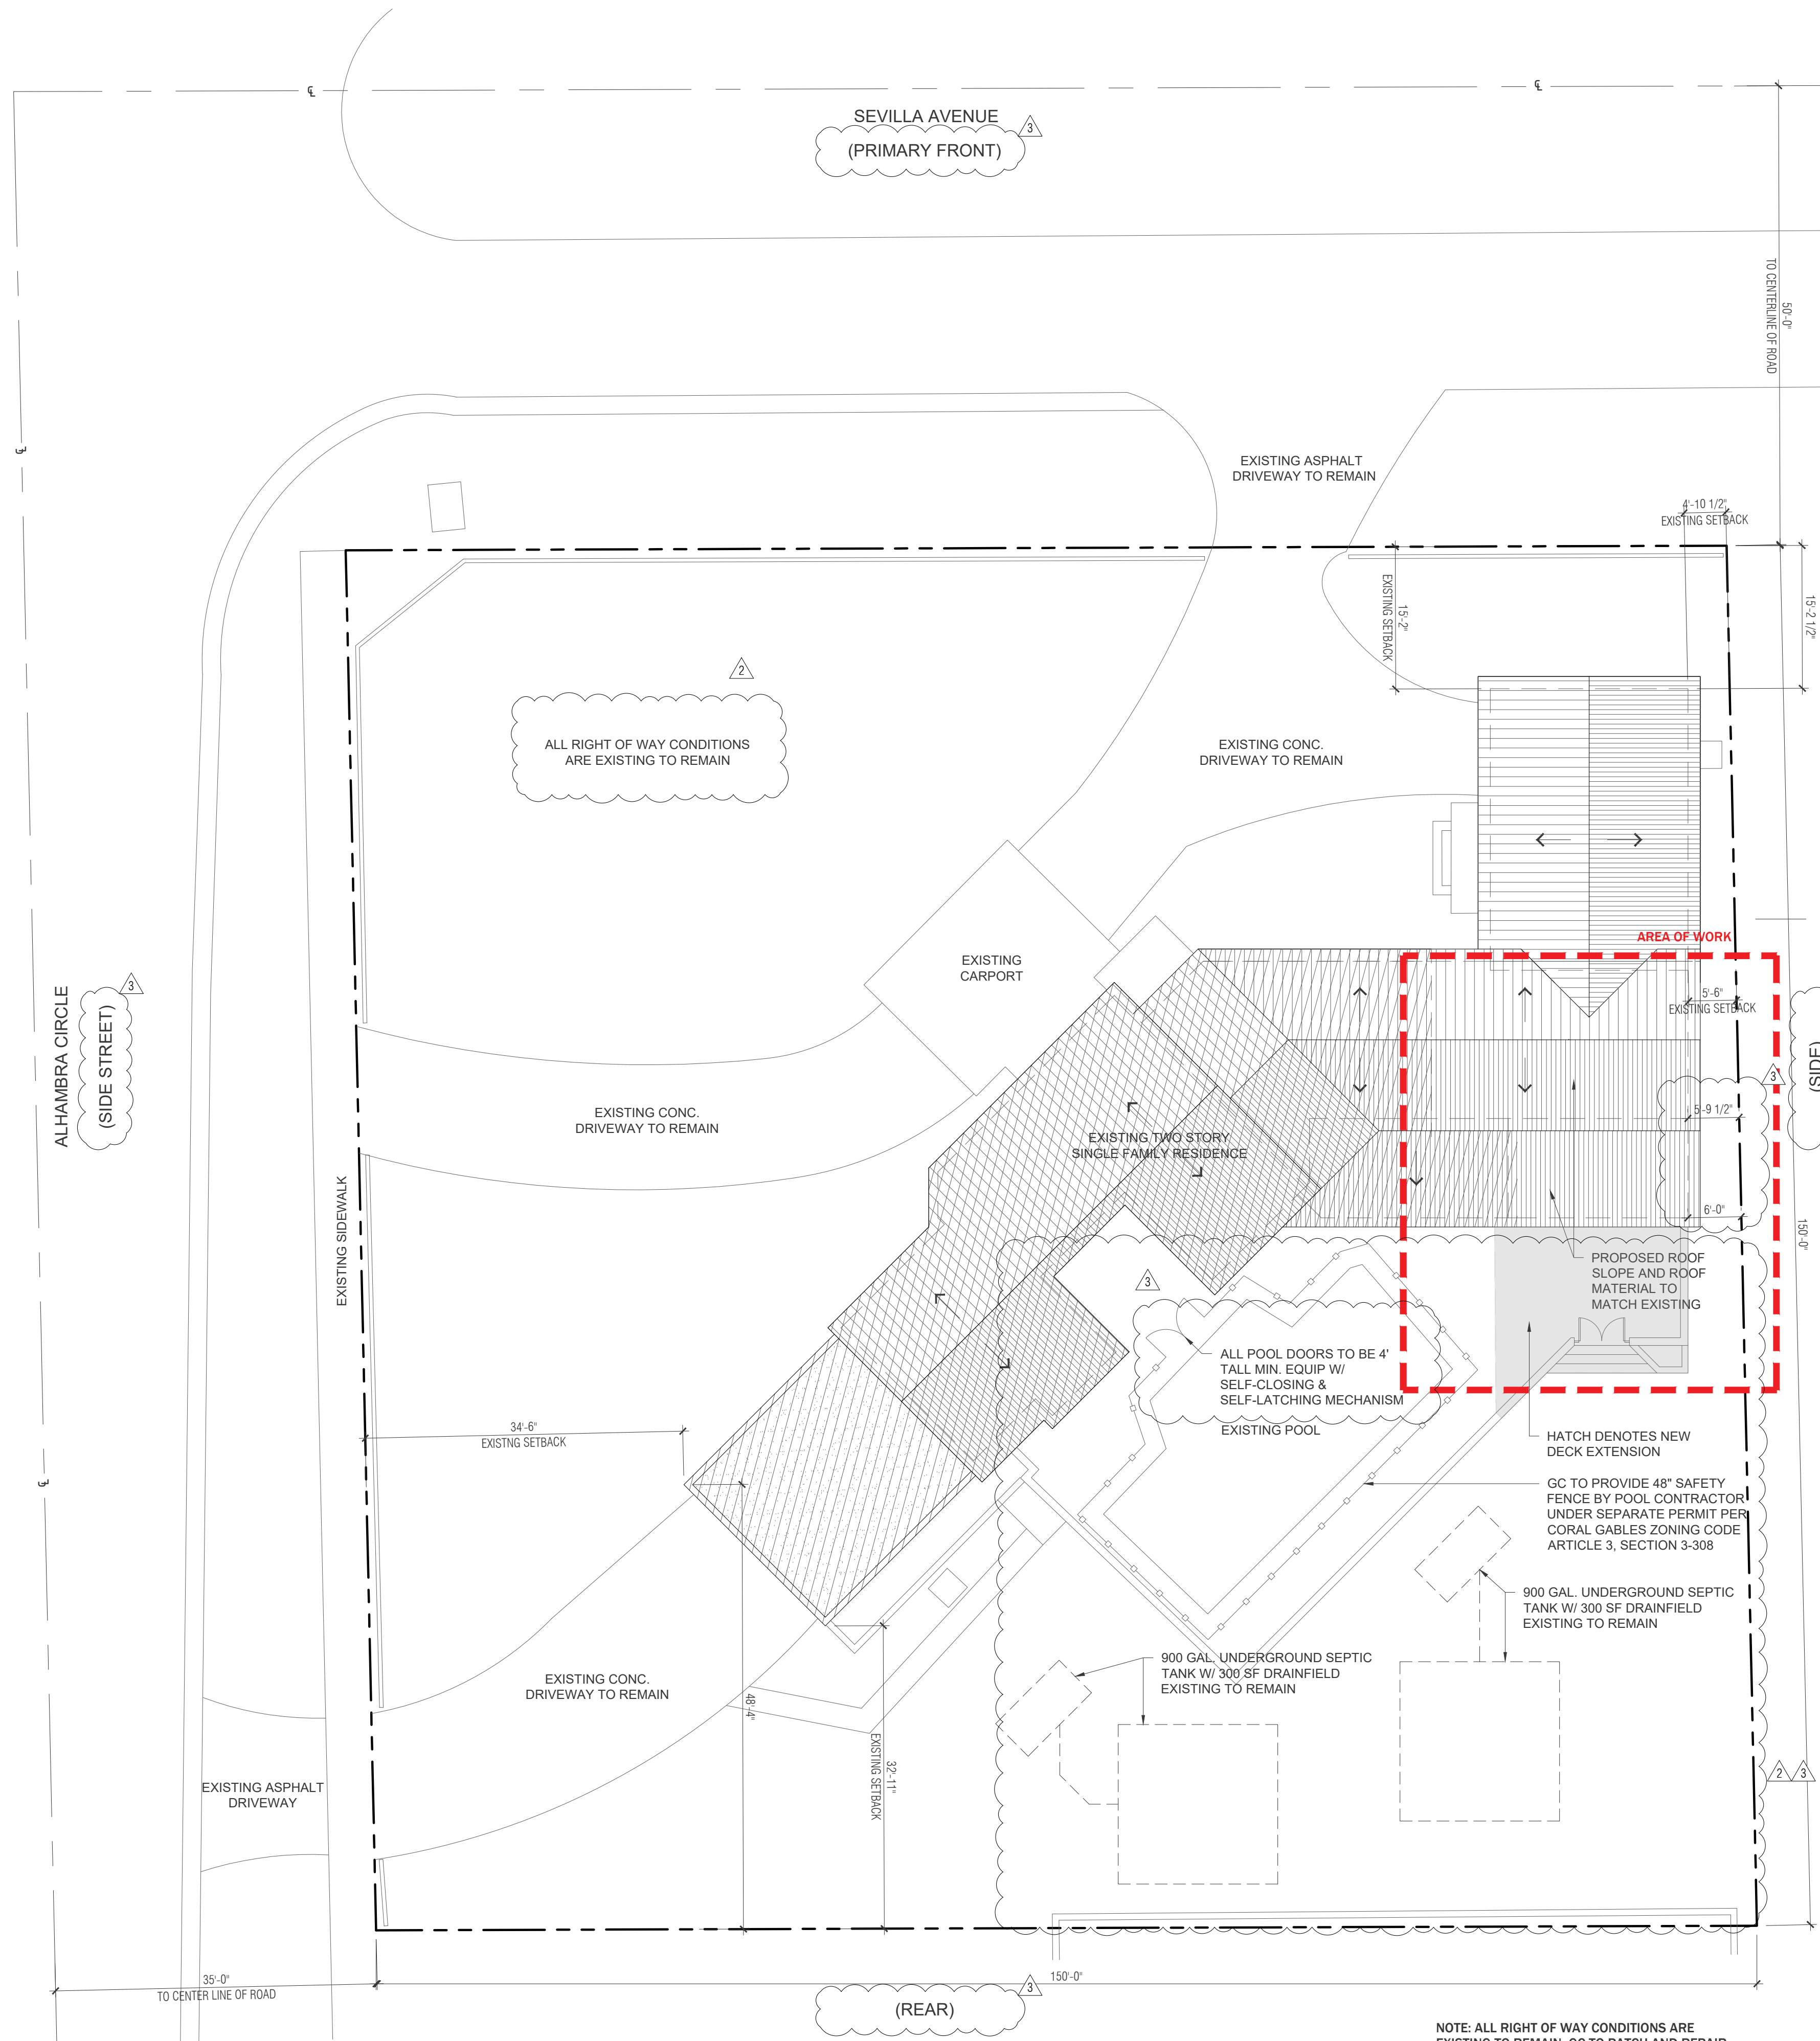 ℄
℄
SEVILLA AVENUE
(PRIMARY FRONT)
3
50'-0"
TO CENTERLINE OF ROAD
℄
EXISTING ASPHALT
DRIVEWAY TO REMAIN
4'-10 1/2"
EXISTING SETBACK
15'-2"
EXISTING SETBACK
15'-2 1/2"
2
ALL RIGHT OF WAY CONDITIONS
ARE EXISTING TO REMAIN
EXISTING CONC.
DRIVEWAY TO REMAIN
AREA OF WORK
EXISTING
CARPORT
5'-6"
EXISTING SETBACK
3
ALHAMBRA CIRCLE
(SIDE STREET)
(SIDE)
3
EXISTING CONC.
DRIVEWAY TO REMAIN
5'-9 1/2"
EXISTING TWO STORY
SINGLE FAMILY RESIDENCE
EXISTING SIDEWALK
6'-0"
150'-0"
PROPOSED ROOF
SLOPE AND ROOF
MATERIAL TO
MATCH EXISTING
3
ALL POOL DOORS TO BE 4'
TALL MIN. EQUIP W/
SELF-CLOSING &
SELF-LATCHING MECHANISM
EXISTING POOL
34'-6"
EXISTNG SETBACK
HATCH DENOTES NEW
DECK EXTENSION
℄
GC TO PROVIDE 48" SAFETY
FENCE BY POOL CONTRACTOR
UNDER SEPARATE PERMIT PER
CORAL GABLES ZONING CODE
ARTICLE 3, SECTION 3-308
900 GAL. UNDERGROUND SEPTIC
TANK W/ 300 SF DRAINFIELD
EXISTING TO REMAIN
900 GAL. UNDERGROUND SEPTIC
TANK W/ 300 SF DRAINFIELD
EXISTING TO REMAIN
EXISTING CONC.
DRIVEWAY TO REMAIN
48'-4"
32'-11"
EXISTING SETBACK
2
3
EXISTING ASPHALT
DRIVEWAY
35'-0"
TO CENTER LINE OF ROAD
150'-0"
3
(REAR)
NOTE: ALL RIGHT OF WAY CONDITIONS ARE
EXISTING TO REMAIN. GC TO PATCH AND REPAIR